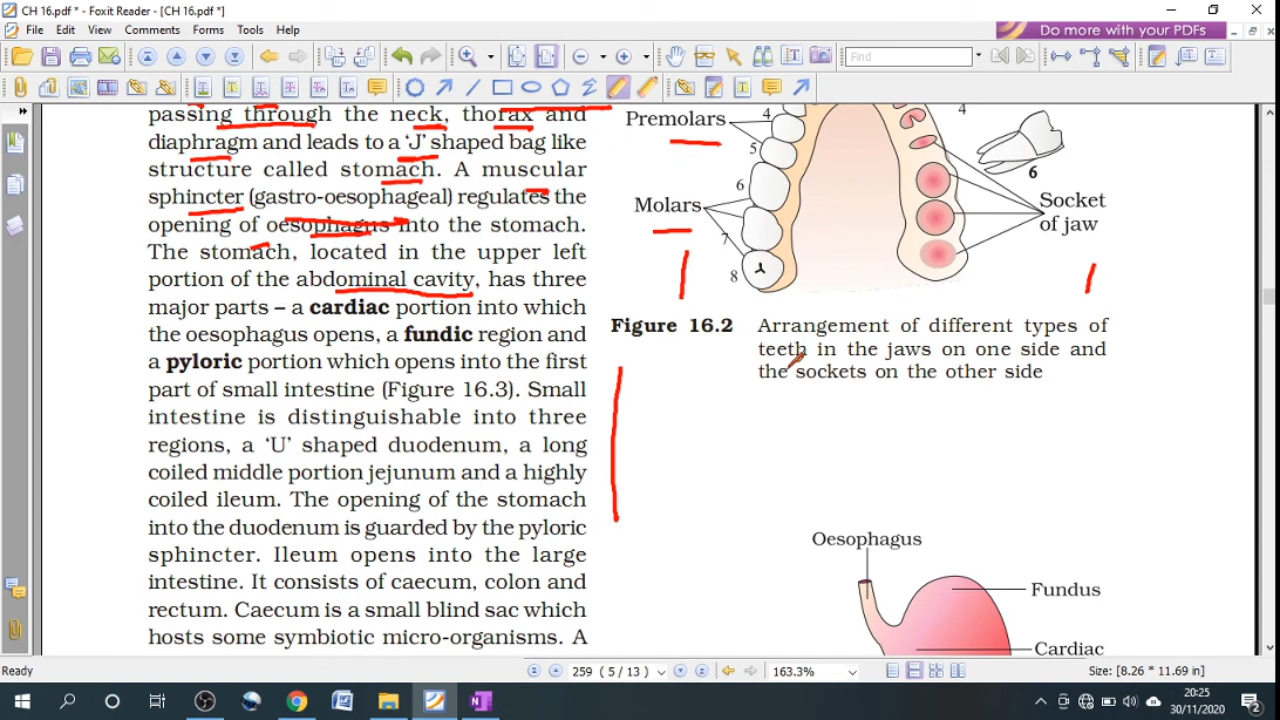 CH 16.pdf * - Foxit Reader - [CH 16.pdf *]
File Edit View Comments Forms Tools Help
Do more with your PDFs
Find
passing through the neck, thorax and
diaphragm and leads to a ‘J’ shaped bag like
structure called stomach. A muscular
sphincter (gastro-oesophageal) regulates the
opening of oesophagus into the stomach.
The stomach, located in the upper left
portion of the abdominal cavity, has three
major parts – a cardiac portion into which
the oesophagus opens, a fundic region and
a pyloric portion which opens into the first
part of small intestine (Figure 16.3). Small
intestine is distinguishable into three
regions, a ‘U’ shaped duodenum, a long
coiled middle portion jejunum and a highly
coiled ileum. The opening of the stomach
into the duodenum is guarded by the pyloric
sphincter. Ileum opens into the large
intestine. It consists of caecum, colon and
rectum. Caecum is a small blind sac which
hosts some symbiotic micro-organisms. A
Premolars
4
5
6
Molars
7
8
4
6
Socket
of jaw
Figure 16.2 Arrangement of different types of
teeth in the jaws on one side and
the sockets on the other side
Oesophagus
Fundus
Cardiac
Ready
259 (5 / 13)
163.3%
Size: [8.26 * 11.69 in]
20:25
30/11/2020
2